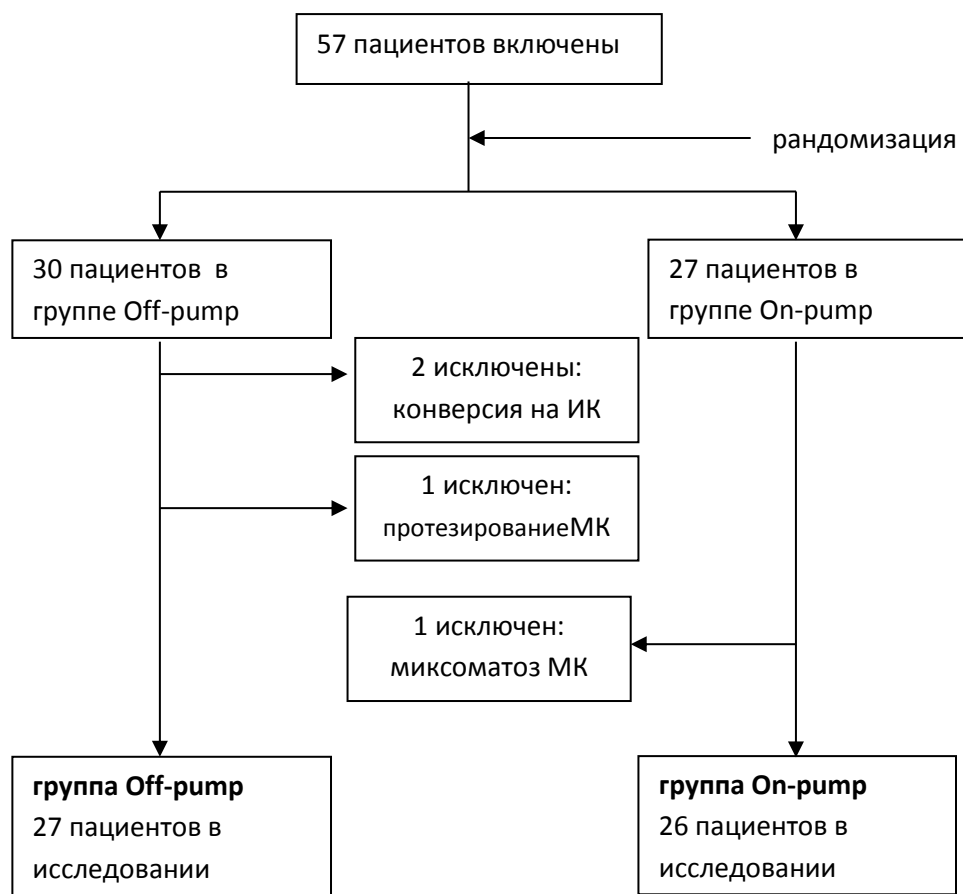 57 пациентов включены
рандомизация
30 пациентов в
группе Off-pump
27 пациентов в
группе On-pump
2 исключены:
конверсия на ИК
1 исключен:
протезированиеМК
1 исключен:
миксоматоз МК
группа Off-pump
27 пациентов в
исследовании
группа On-pump
26 пациентов в
исследовании